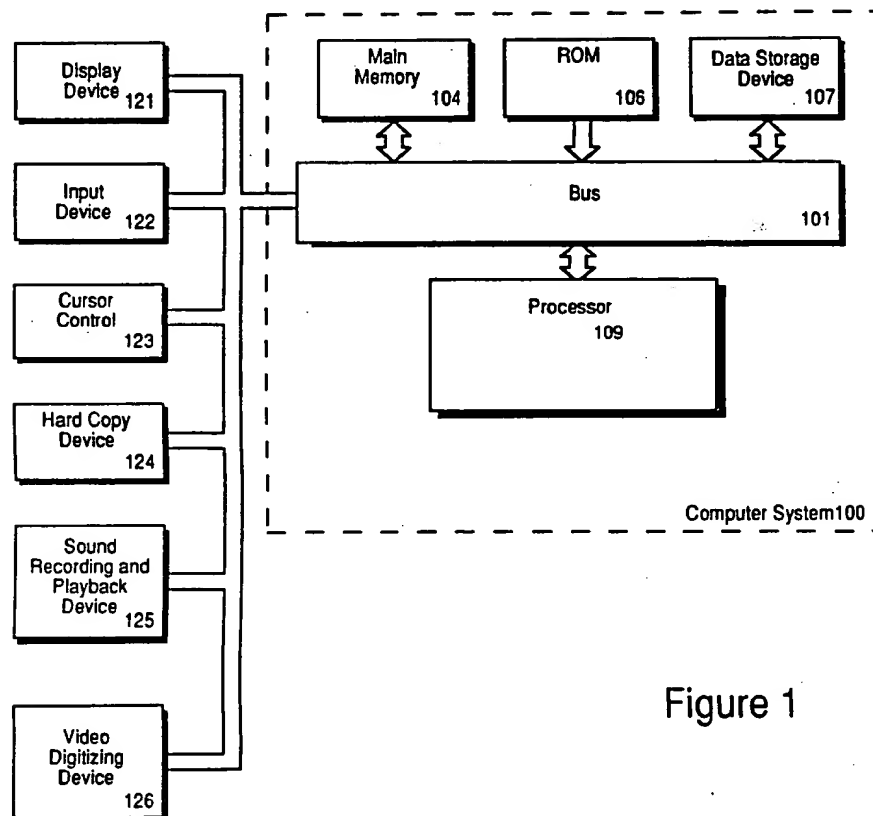 Display
Device
121
Input
Device
122
Cursor
Control
123
Hard Copy
Device
124
Sound
Recording and
Playback
Device
125
Video
Digitizing
Device
126
Main
Memory
104
ROM
106
Data Storage
Device
107
Bus
101
Processor
109
Computer System100
Figure 1